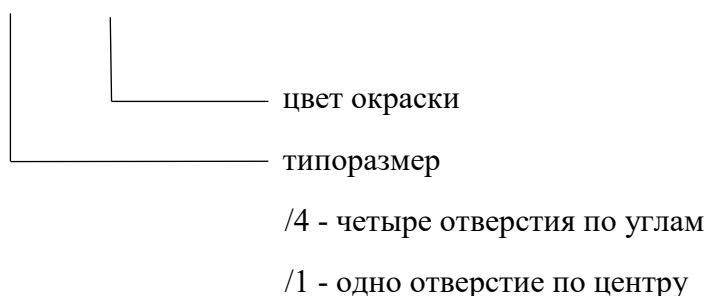 цвет окраски
типоразмер
/4 - четыре отверстия по углам
/1 - одно отверстие по центру